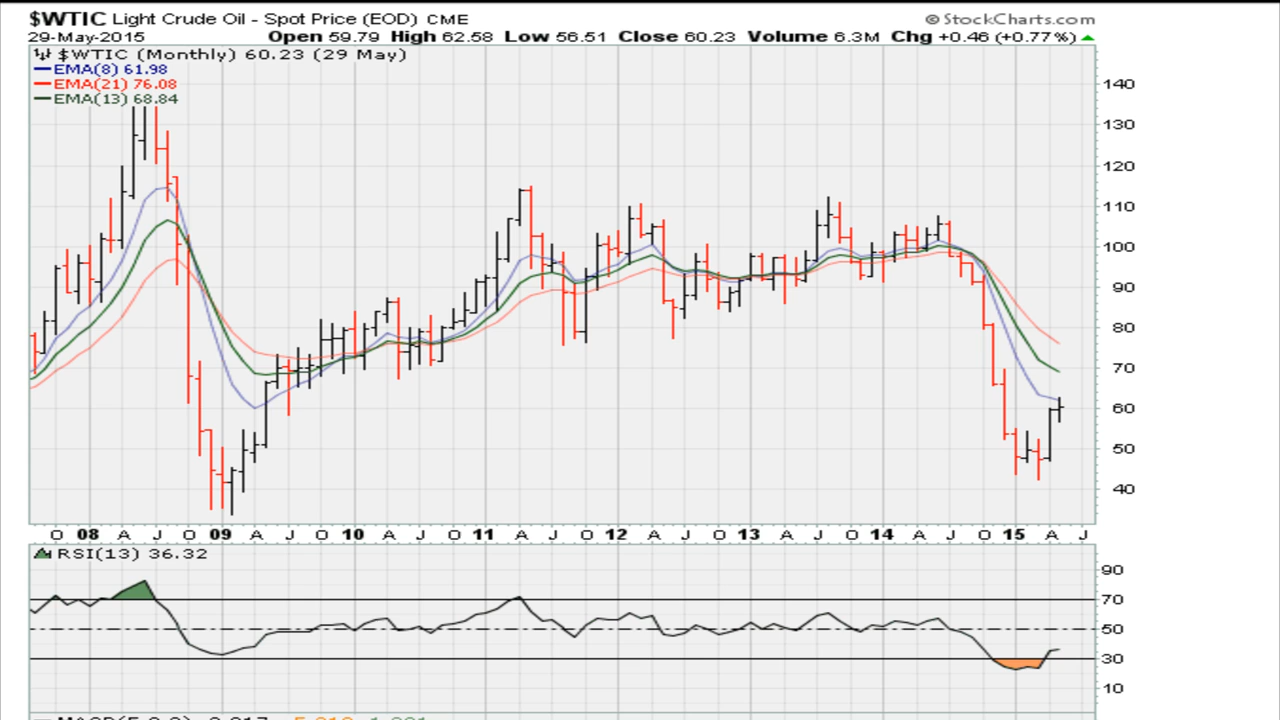 $WTIC Light Crude Oil - Spot Price (EOD) CME © StockCharts.com
29-May-2015 Open 59.79 High 62.58 Low 56.51 Close 60.23 Volume 6.3M Chg +0.46 (+0.77%)
$WTIC (Monthly) 60.23 (29 May)
EMA(8) 61.98
EMA(21) 76.08
EMA(13) 68.84
140
130
120
110
100
90
80
70
60
50
40
O 08 A J O 09 A J O 10 A J O 11 A J O 12 A J O 13 A J O 14 A J O 15 A J
RSI(13) 36.32
90
70
50
30
10